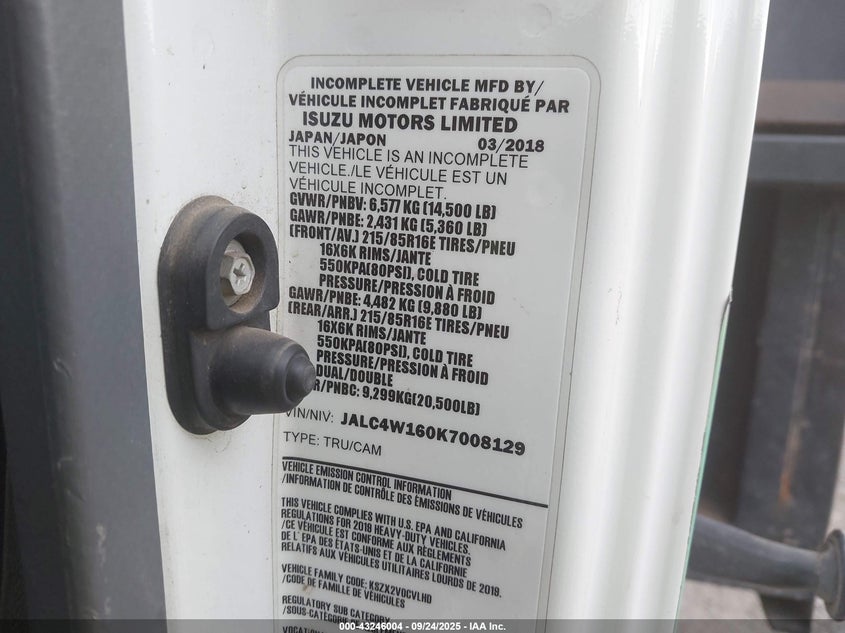 INCOMPLETE VEHICLE MFD BY/
VÉHICULE INCOMPLET FABRIQUÉ PAR
ISUZU MOTORS LIMITED
JAPAN/JAPON 03/2018
THIS VEHICLE IS AN INCOMPLETE
VEHICLE./LE VÉHICULE EST UN
VÉHICULE INCOMPLET.
GVWR/PNBV: 6,577 KG (14,500 LB)
GAWR/PNBE: 2,431 KG (5,360 LB)
(FRONT/AV.) 215/85R16E TIRES/PNEU
16X6K RIMS/JANTE
550KPA(80PSI), COLD TIRE
PRESSURE/PRESSION À FROID
GAWR/PNBE: 4,482 KG (9,880 LB)
(REAR/ARR.) 215/85R16E TIRES/PNEU
16X6K RIMS/JANTE
550KPA(80PSI), COLD TIRE
PRESSURE/PRESSION À FROID
DUAL/DOUBLE
R/PNBC: 9,299KG(20,500LB)
VIN/NIV: JALC4W160K7008129
TYPE: TRU/CAM
VEHICLE EMISSION CONTROL INFORMATION
/INFORMATION DE CONTRÔLE DES ÉMISSIONS DE VÉHICULES
THIS VEHICLE COMPLIES WITH U.S. EPA AND CALIFORNIA
REGULATIONS FOR 2018 HEAVY-DUTY VEHICLES.
/CE VÉHICULE EST CONFORME AUX RÈGLEMENTS
DE L' EPA DES ÉTATS-UNIS ET DE LA CALIFORNIE
RELATIFS AUX VÉHICULES UTILITAIRES LOURDS DE 2019.
VEHICLE FAMILY CODE: KSZX2VOCVLHD
/CODE DE FAMILLE DE VÉHICULES
REGULATORY SUB CATEGORY
000-43246004 - 09/24/2025 - IAA Inc.